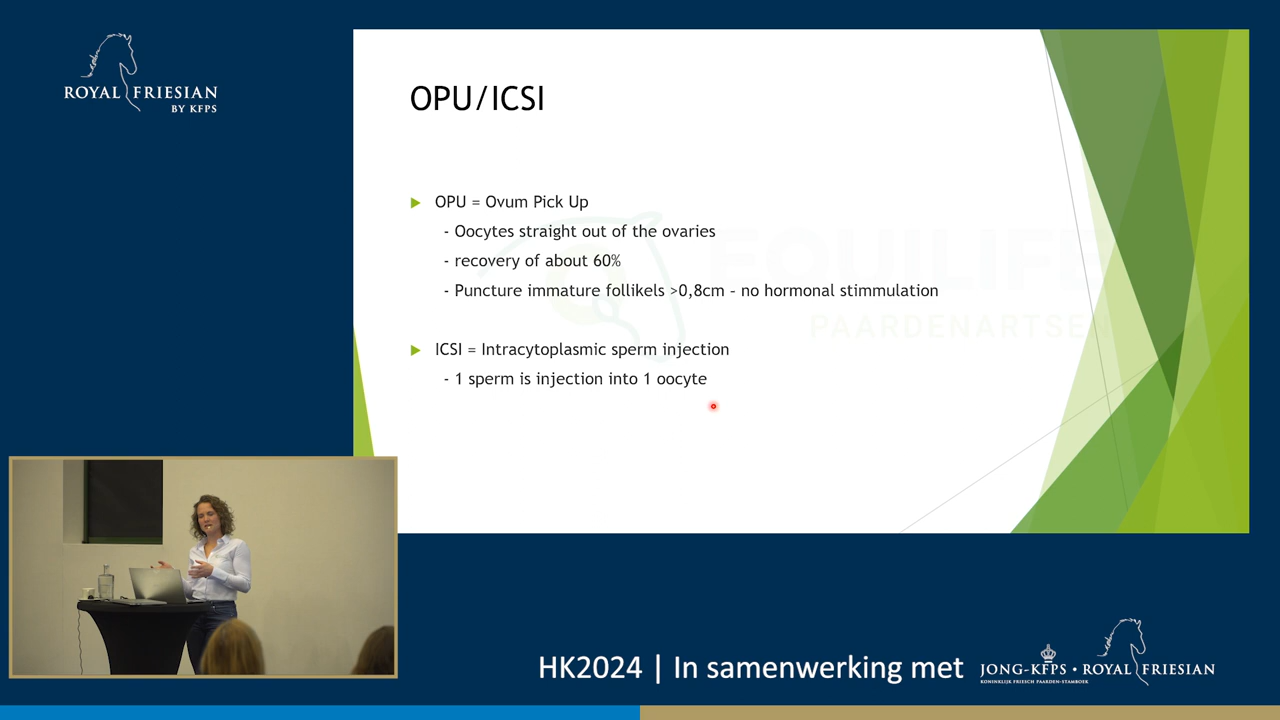 ROYAL FRIESIAN
BY KFPS
OPU/ICSI
OPU = Ovum Pick Up
- Oocytes straight out of the ovaries
- recovery of about 60%
- Puncture immature follikels >0,8cm – no hormonal stimmulation
ICSI = Intracytoplasmic sperm injection
- 1 sperm is injection into 1 oocyte
EQUILIFE
PAARDENARTSEN
HK2024 | In samenwerking met
JONG-KFPS • ROYAL FRIESIAN
KONINKLIJK FRIESCH PAARDEN-STAMBOEK